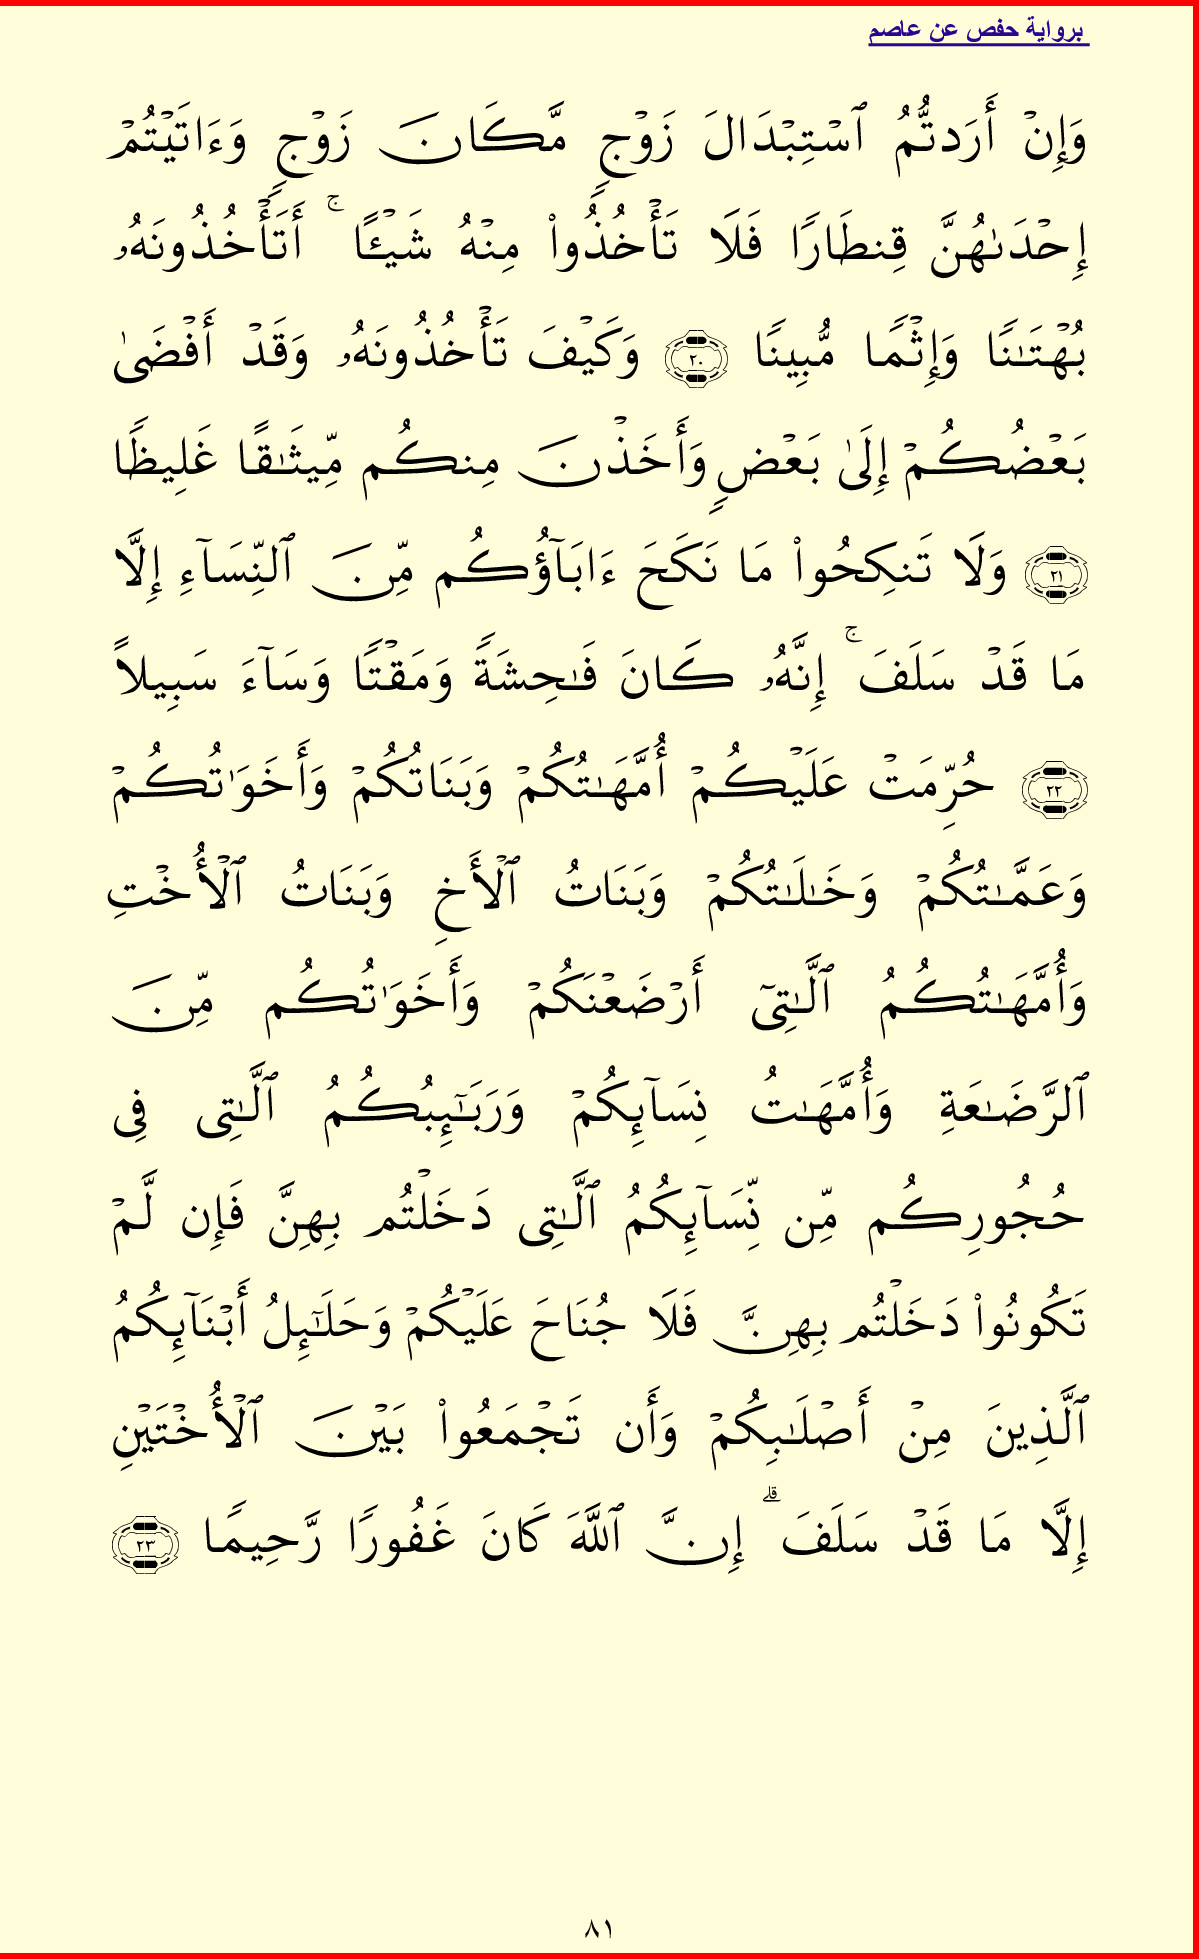 برواية حفص عن عاصم
وَإِنْ أَرَدتُّمُ ٱسْتِبْدَالَ زَوْجٍ مَّكَانَ زَوْجٍ وَءَاتَيْتُمْ
إِحْدَىٰهُنَّ قِنطَارًا فَلَا تَأْخُذُوا۟ مِنْهُ شَيْـًٔا ۚ أَتَأْخُذُونَهُۥ
بُهْتَـٰنًا وَإِثْمًا مُّبِينًا ٢٠ وَكَيْفَ تَأْخُذُونَهُۥ وَقَدْ أَفْضَىٰ
بَعْضُكُمْ إِلَىٰ بَعْضٍ وَأَخَذْنَ مِنكُم مِّيثَـٰقًا غَلِيظًا
٢١ وَلَا تَنكِحُوا۟ مَا نَكَحَ ءَابَآؤُكُم مِّنَ ٱلنِّسَآءِ إِلَّا
مَا قَدْ سَلَفَ ۚ إِنَّهُۥ كَانَ فَـٰحِشَةً وَمَقْتًا وَسَآءَ سَبِيلاً
٢٢ حُرِّمَتْ عَلَيْكُمْ أُمَّهَـٰتُكُمْ وَبَنَاتُكُمْ وَأَخَوَٰتُكُمْ
وَعَمَّـٰتُكُمْ وَخَـٰلَـٰتُكُمْ وَبَنَاتُ ٱلْأَخِ وَبَنَاتُ ٱلْأُخْتِ
وَأُمَّهَـٰتُكُمُ ٱلَّـٰتِىٓ أَرْضَعْنَكُمْ وَأَخَوَٰتُكُم مِّنَ
ٱلرَّضَـٰعَةِ وَأُمَّهَـٰتُ نِسَآئِكُمْ وَرَبَـٰٓئِبُكُمُ ٱلَّـٰتِى فِى
حُجُورِكُم مِّن نِّسَآئِكُمُ ٱلَّـٰتِى دَخَلْتُم بِهِنَّ فَإِن لَّمْ
تَكُونُوا۟ دَخَلْتُم بِهِنَّ فَلَا جُنَاحَ عَلَيْكُمْ وَحَلَـٰٓئِلُ أَبْنَآئِكُمُ
ٱلَّذِينَ مِنْ أَصْلَـٰبِكُمْ وَأَن تَجْمَعُوا۟ بَيْنَ ٱلْأُخْتَيْنِ
إِلَّا مَا قَدْ سَلَفَ ۗ إِنَّ ٱللَّهَ كَانَ غَفُورًا رَّحِيمًا ٢٣
٨١